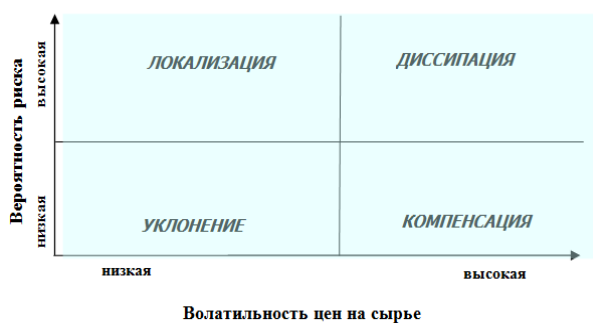 Вероятность риска
высокая
низкая
ЛОКАЛИЗАЦИЯ
ДИССИПАЦИЯ
УКЛОНЕНИЕ
КОМПЕНСАЦИЯ
низкая
высокая
Волатильность цен на сырье